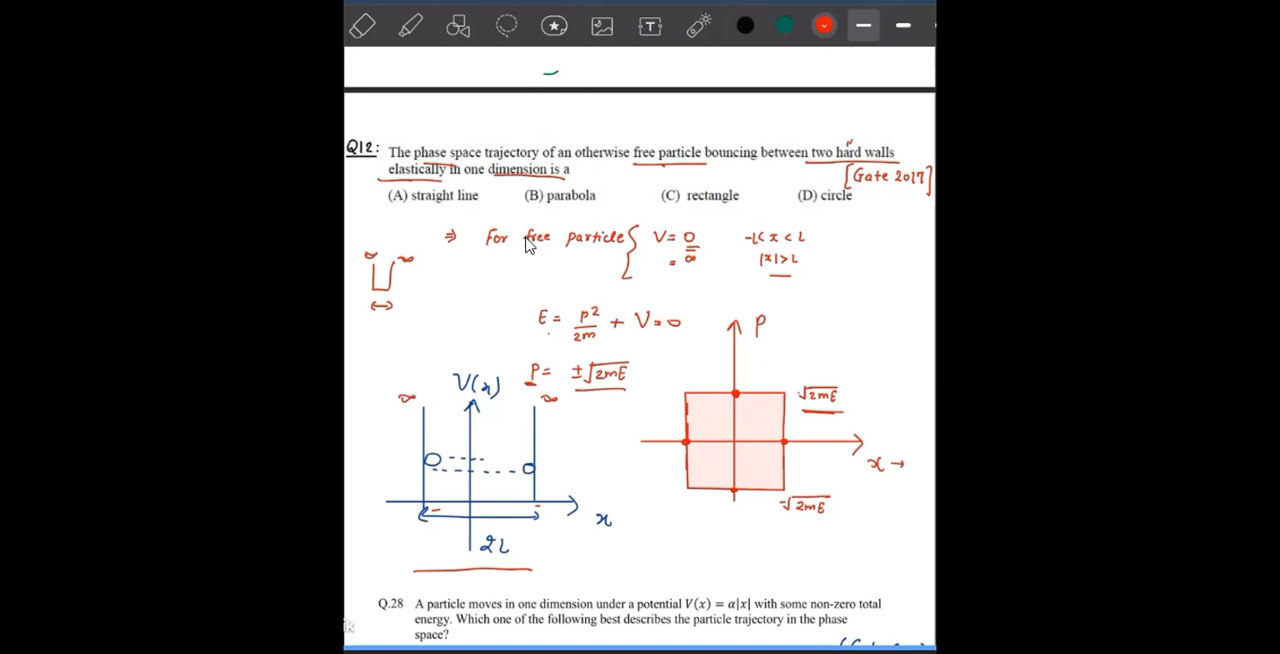 T
Q12: The phase space trajectory of an otherwise free particle bouncing between two hard walls
elastically in one dimension is a
[Gate 2017]
(A) straight line (B) parabola (C) rectangle (D) circle
⇒ For free particle { V = 0 -L< x < L
= ∞ |x|>L
∞ ∞
E = p²/2m + V=0
P
P = ±√2mE
V(x)
∞ ∞
√2mE
x →
-√2mE
x
2L
Q.28 A particle moves in one dimension under a potential V(x) = α|x| with some non-zero total
energy. Which one of the following best describes the particle trajectory in the phase
space?